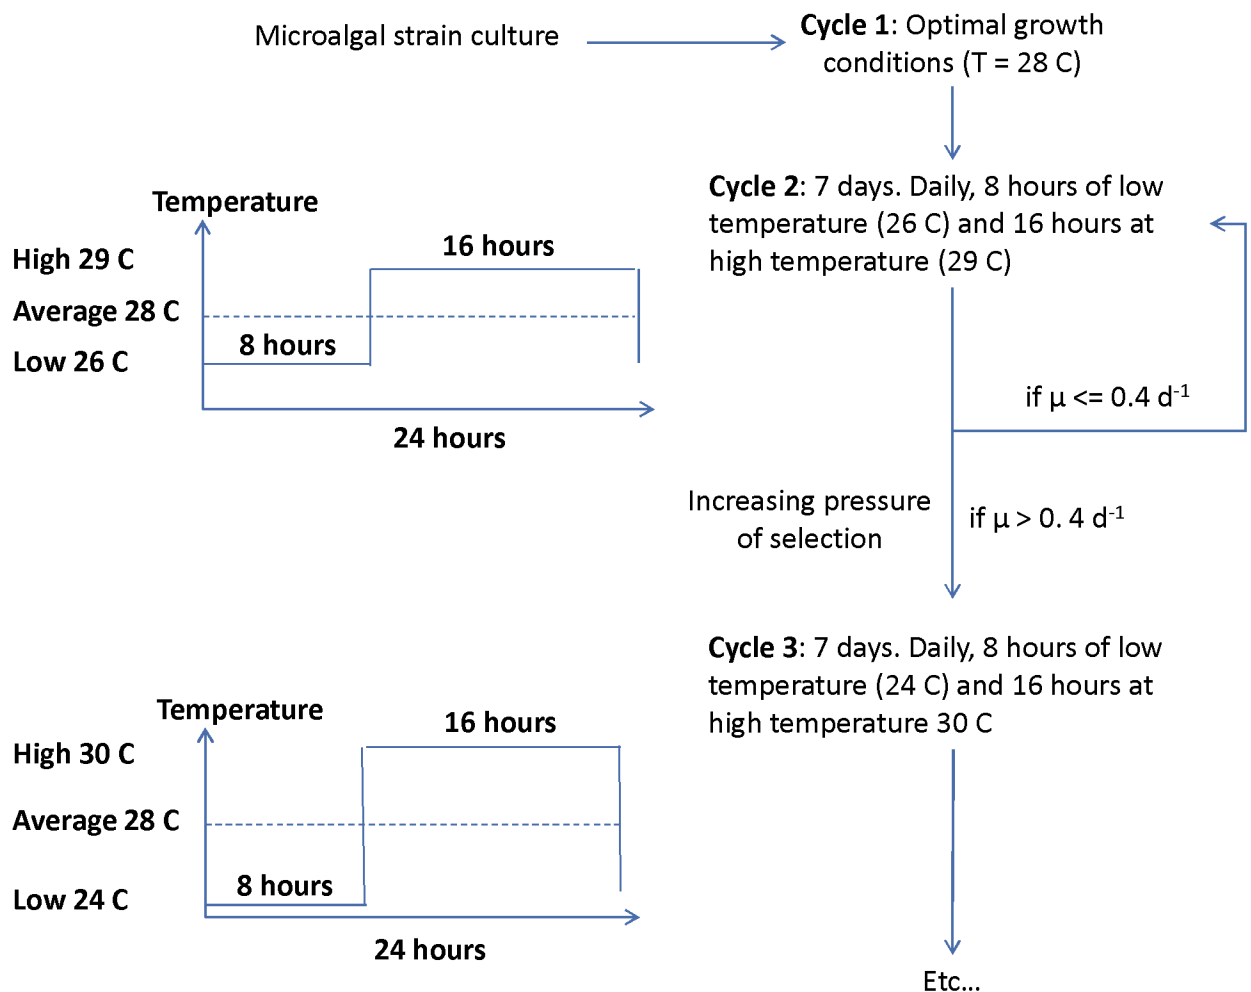 Microalgal strain culture
Cycle 1: Optimal growth
conditions (T = 28 C)
Cycle 2: 7 days. Daily, 8 hours of low
temperature (26 C) and 16 hours at
high temperature (29 C)
Temperature
High 29 C
16 hours
Average 28 C
8 hours
Low 26 C
24 hours
if μ <= 0.4 d⁻¹
Increasing pressure
of selection
if μ > 0. 4 d⁻¹
Cycle 3: 7 days. Daily, 8 hours of low
temperature (24 C) and 16 hours at
high temperature 30 C
Temperature
High 30 C
16 hours
Average 28 C
8 hours
Low 24 C
24 hours
Etc...